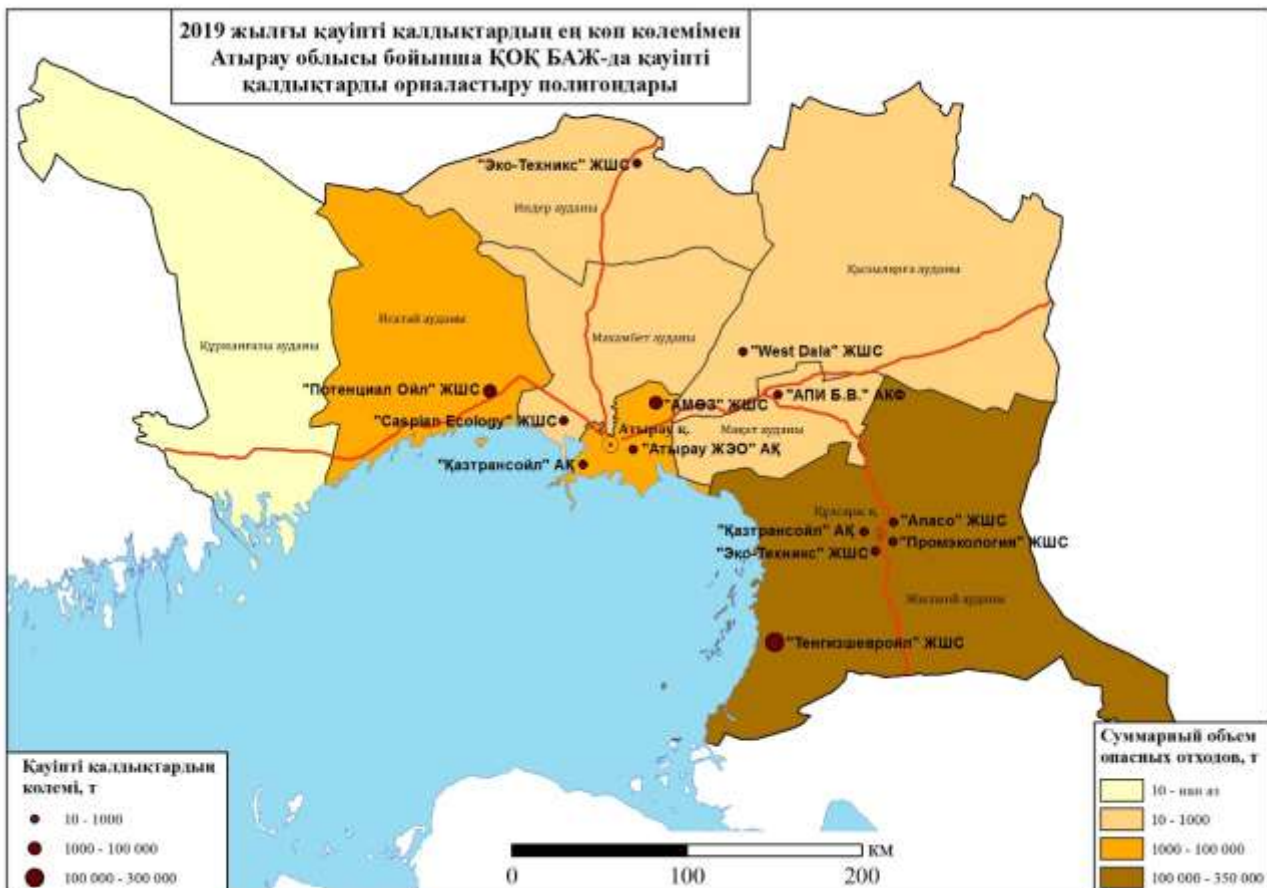 2019 жылғы қауіпті қалдықтардың ең көп көлемімен
Атырау облысы бойынша ҚОҚ БАЖ-да қауіпті
қалдықтарды орналастыру полигондары
"Эко-Техникс" ЖШС
Индер ауданы
Қызылқоға ауданы
Исатай ауданы
Махамбет ауданы
Құрманғазы ауданы
"West Dala" ЖШС
"Потенциал Ойл" ЖШС
"АМӨЗ" ЖШС
"АПИ Б.В." АКФ
"Caspian Ecology" ЖШС
Атырау қ.
Мақат ауданы
"Атырау ЖЭО" АҚ
"Қазтрансойл" АҚ
Құлсары қ.
"Апасо" ЖШС
"Қазтрансойл" АҚ
"Промэкология" ЖШС
"Эко-Техникс" ЖШС
Жылыой ауданы
"Тенгизшевройл" ЖШС
Қауіпті қалдықтардың
көлемі, т
10 - 1000
1000 - 100 000
100 000 - 300 000
КМ
0 100 200
Суммарный объем
опасных отходов, т
10 - нан аз
10 - 1000
1000 - 100 000
100 000 - 350 000